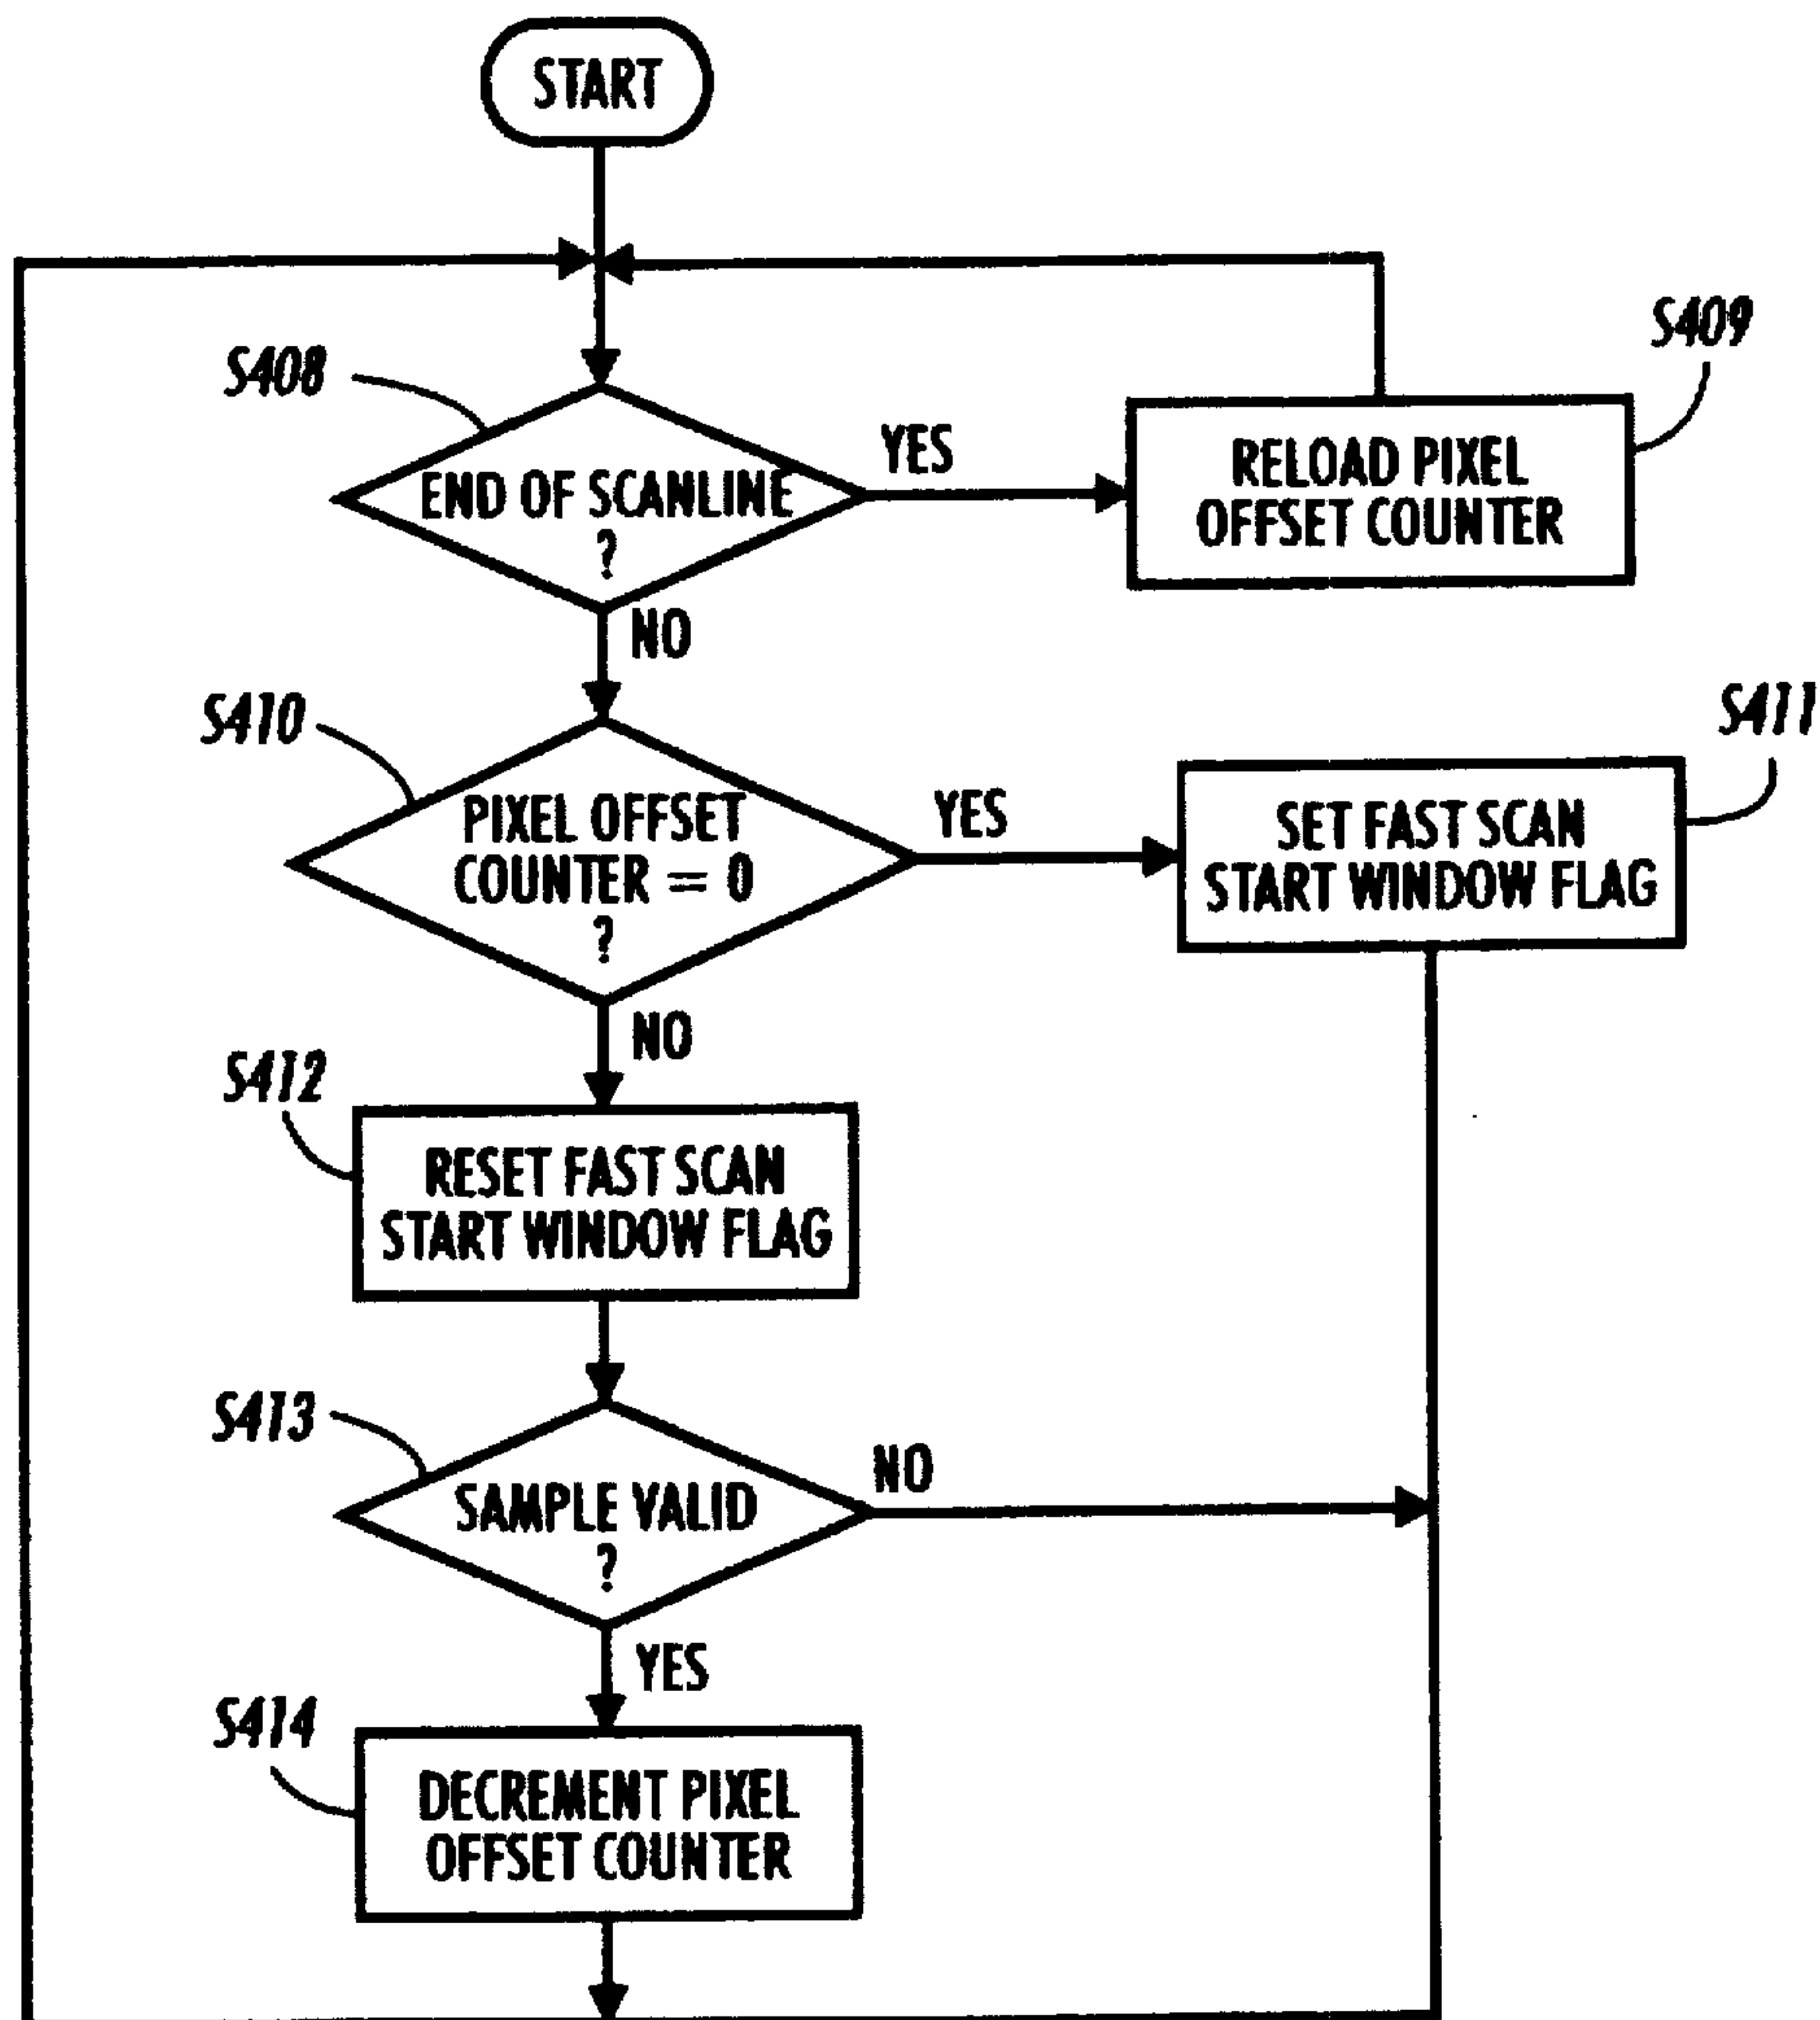 START
S408
END OF SCANLINE
?
YES
S409
RELOAD PIXEL
OFFSET COUNTER
NO
S410
PIXEL OFFSET
COUNTER = 0
?
YES
S411
SET FAST SCAN
START WINDOW FLAG
NO
S412
RESET FAST SCAN
START WINDOW FLAG
S413
SAMPLE VALID
?
NO
YES
S414
DECREMENT PIXEL
OFFSET COUNTER